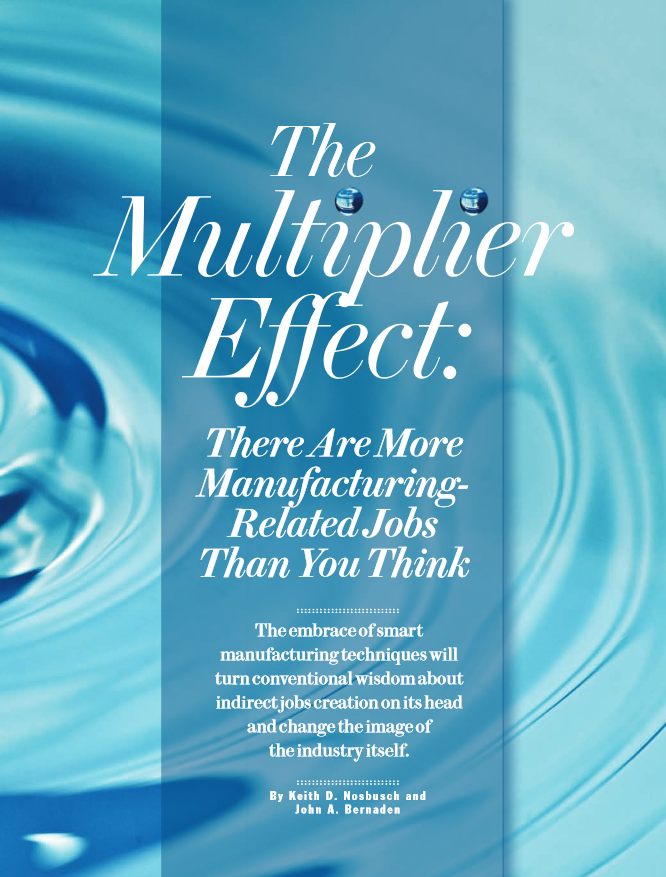 The
Multiplier
Effect:
There Are More
Manufacturing-
Related Jobs
Than You Think
The embrace of smart
manufacturing techniques will
turn conventional wisdom about
indirect jobs creation on its head
and change the image of
the industry itself.
By Keith D. Nosbusch and
John A. Bernaden